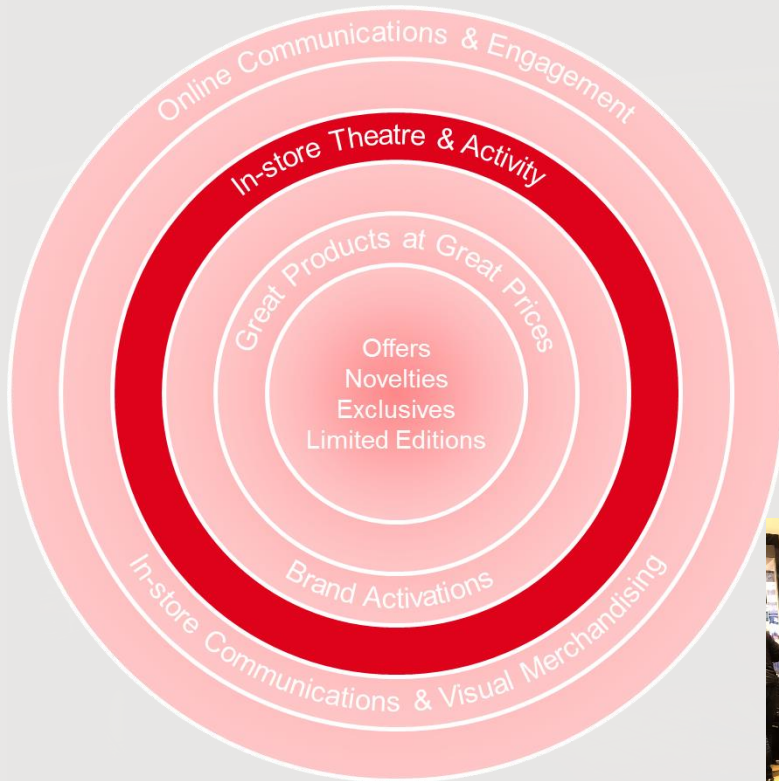 Online Communications & Engagement
In-store Theatre & Activity
Great Products at Great Prices
Offers
Novelties
Exclusives
Limited Editions
Brand Activations
In-store Communications & Visual Merchandising